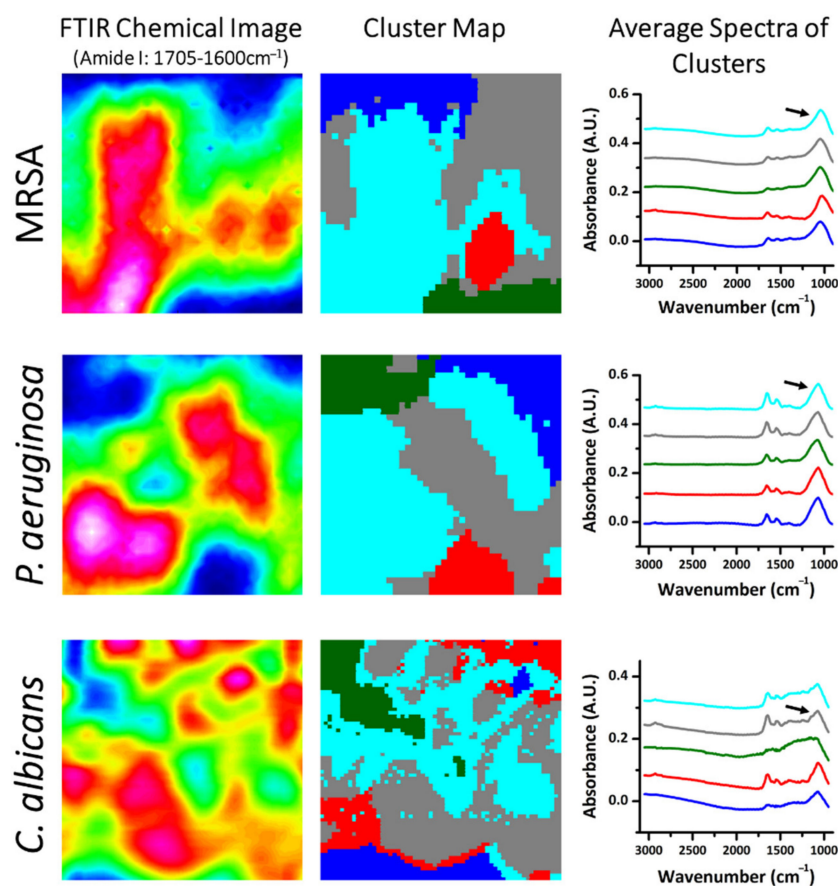 FTIR Chemical Image
(Amide I: 1705-1600cm⁻¹)
Cluster Map
Average Spectra of
Clusters
MRSA
Absorbance (A.U.)
0.6
0.4
0.2
0.0
3000 2500 2000 1500 1000
Wavenumber (cm⁻¹)
P. aeruginosa
Absorbance (A.U.)
0.6
0.4
0.2
0.0
3000 2500 2000 1500 1000
Wavenumber (cm⁻¹)
C. albicans
Absorbance (A.U.)
0.4
0.2
0.0
3000 2500 2000 1500 1000
Wavenumber (cm⁻¹)